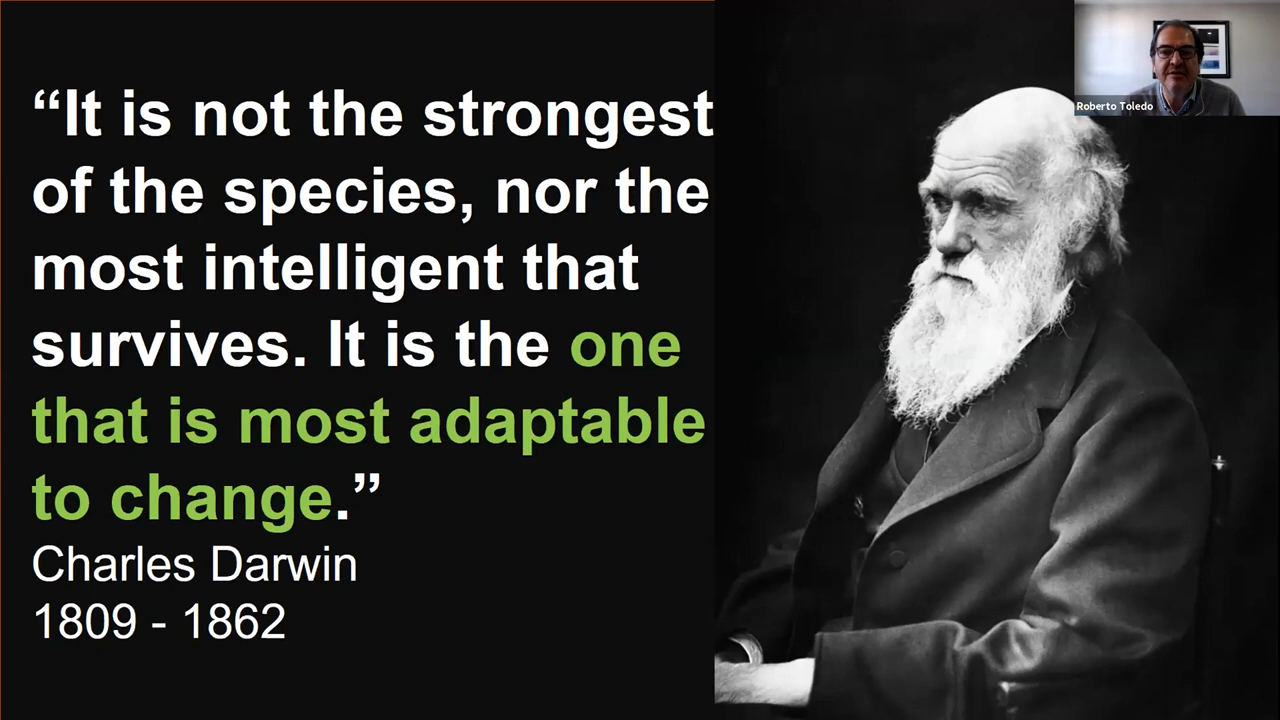 “It is not the strongest
of the species, nor the
most intelligent that
survives. It is the one
that is most adaptable
to change.”
Charles Darwin
1809 - 1862
Roberto Toledo